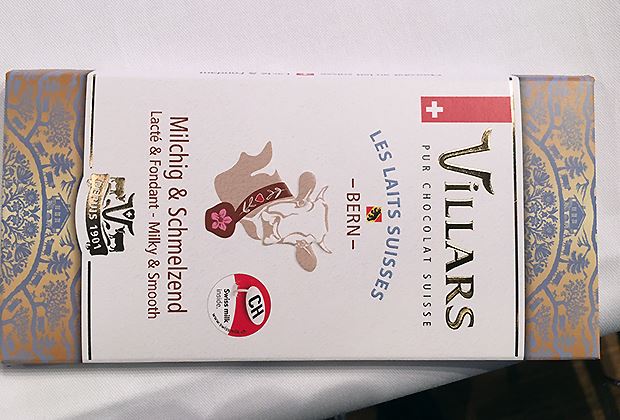 VILLARS
PUR CHOCOLAT SUISSE
LES LAITS SUISSES
–BERN–
CH
Swiss milk
inside.
Milchig & Schmelzend
Lacté & Fondant - Milky & Smooth
1901